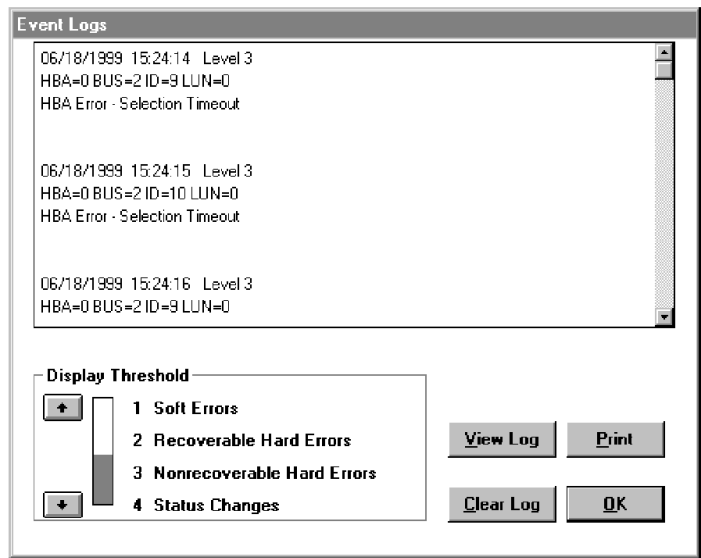 Event Logs
06/18/1999 15:24:14 Level 3
HBA=0 BUS=2 ID=9 LUN=0
HBA Error - Selection Timeout
06/18/1999 15:24:15 Level 3
HBA=0 BUS=2 ID=10 LUN=0
HBA Error - Selection Timeout
06/18/1999 15:24:16 Level 3
HBA=0 BUS=2 ID=9 LUN=0
Display Threshold
1 Soft Errors
2 Recoverable Hard Errors
3 Nonrecoverable Hard Errors
4 Status Changes
View Log Print
Clear Log OK